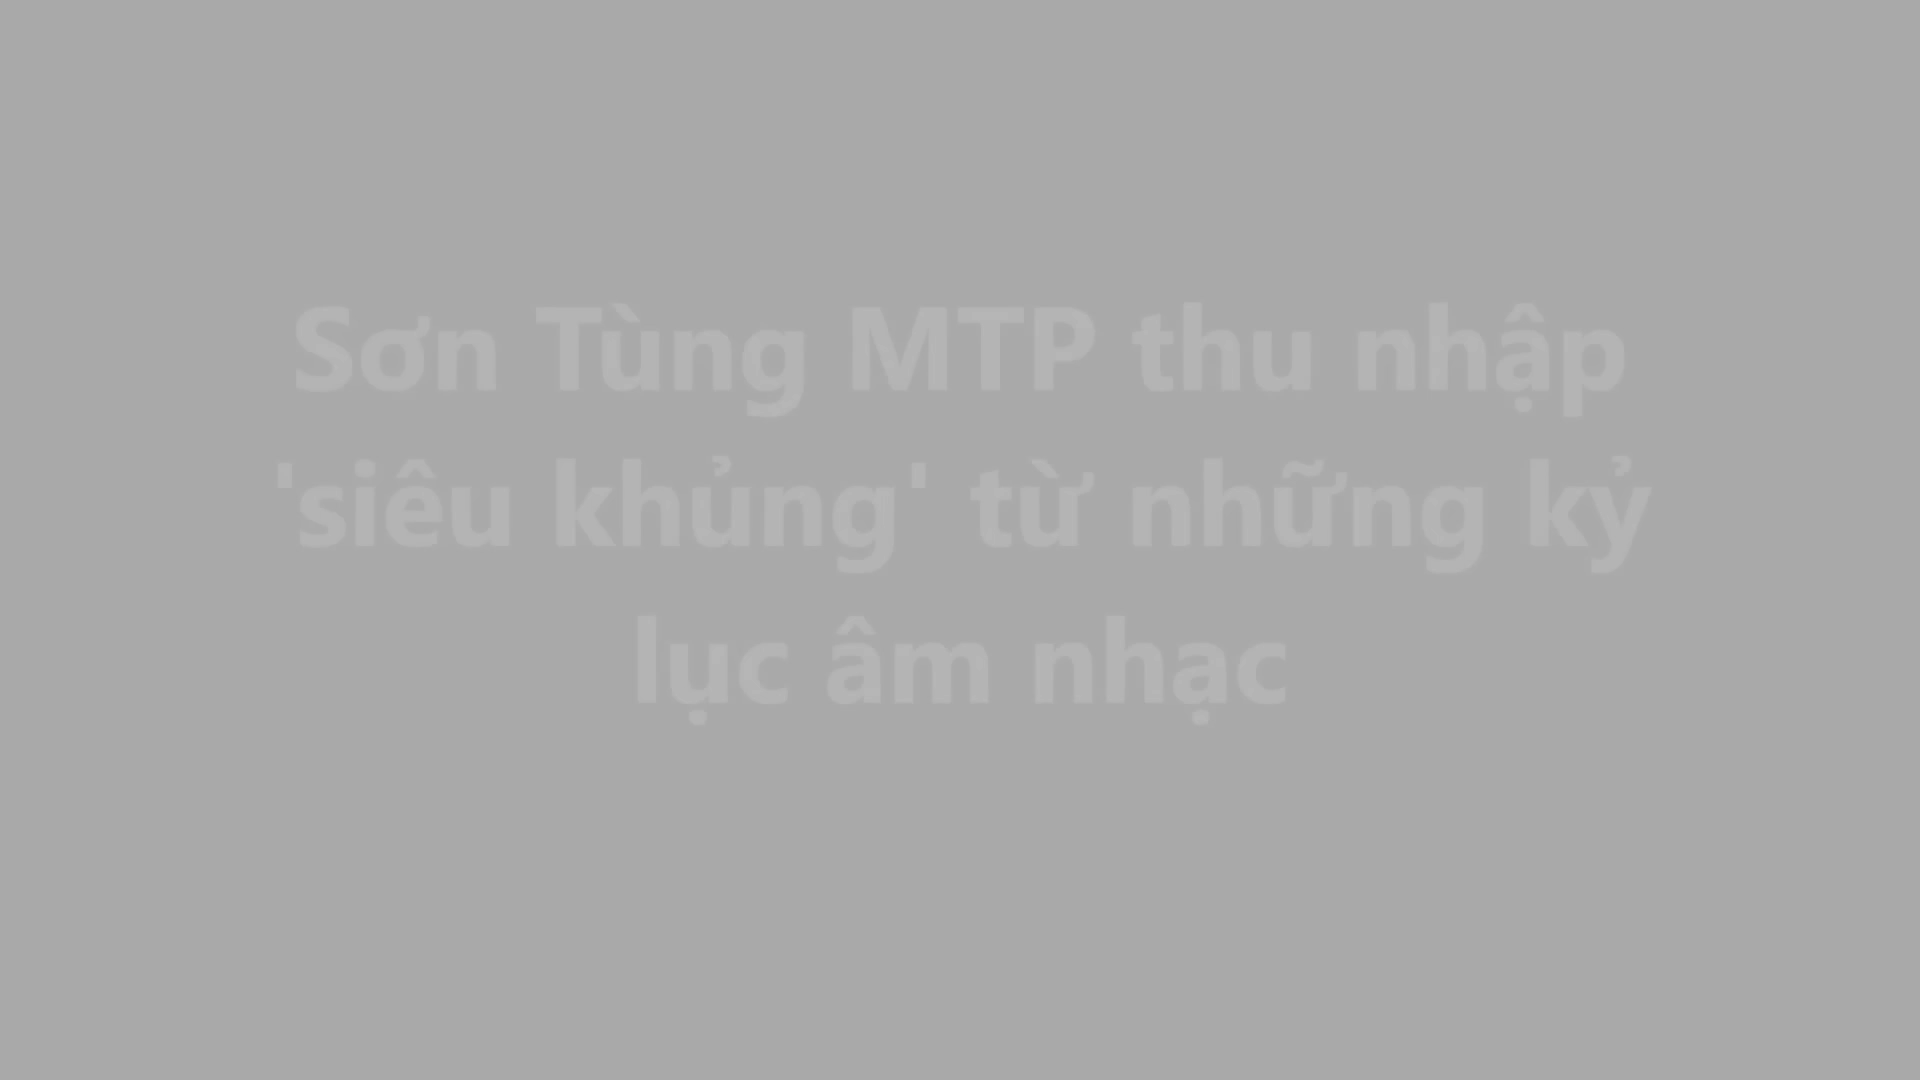 Sơn Tùng MTP thu nhập
'siêu khủng' từ những kỷ
lục âm nhạc